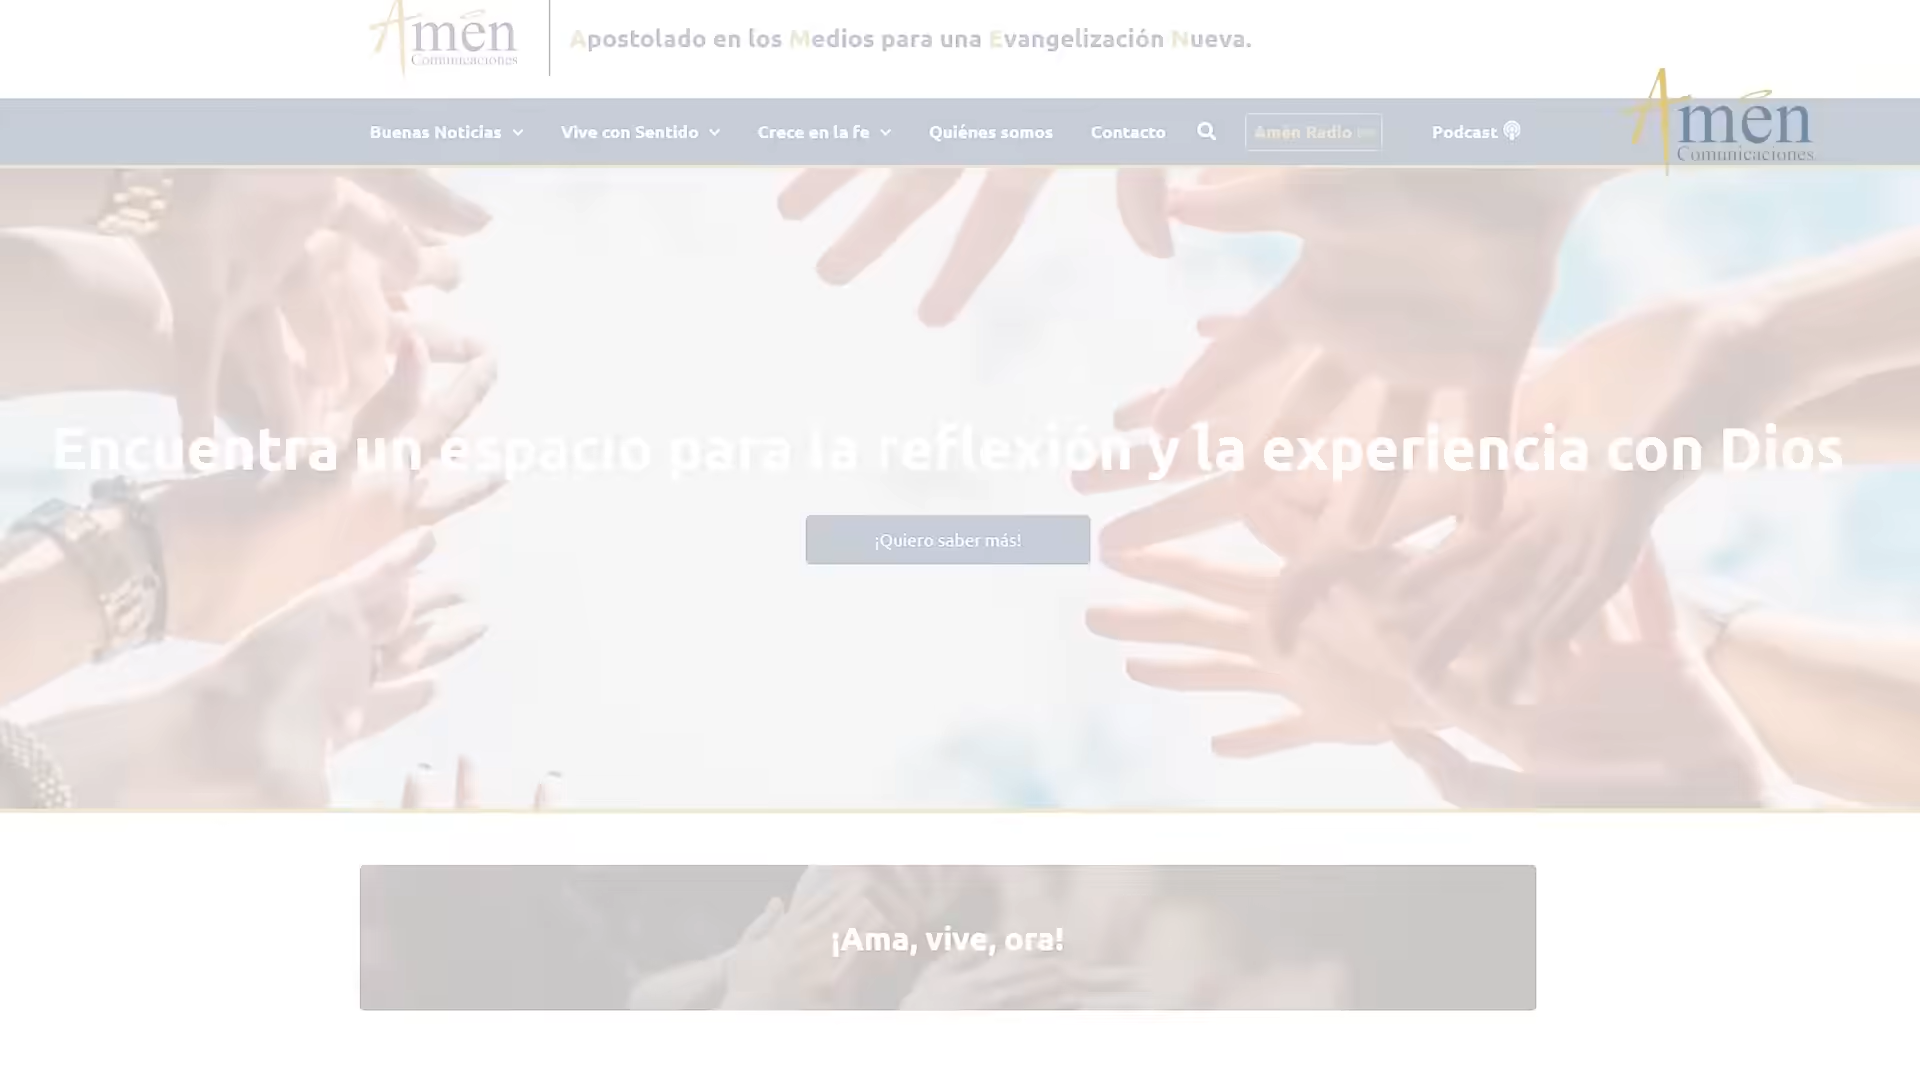 Amén
Comunicaciones
Apostolado en los Medios para una Evangelización Nueva.
Buenas Noticias
Vive con Sentido
Crece en la fe
Quiénes somos
Contacto
Amén Radio
Podcast
Amén
Comunicaciones
Encuentra un espacio para la reflexión y la experiencia con Dios
¡Quiero saber más!
¡Ama, vive, ora!